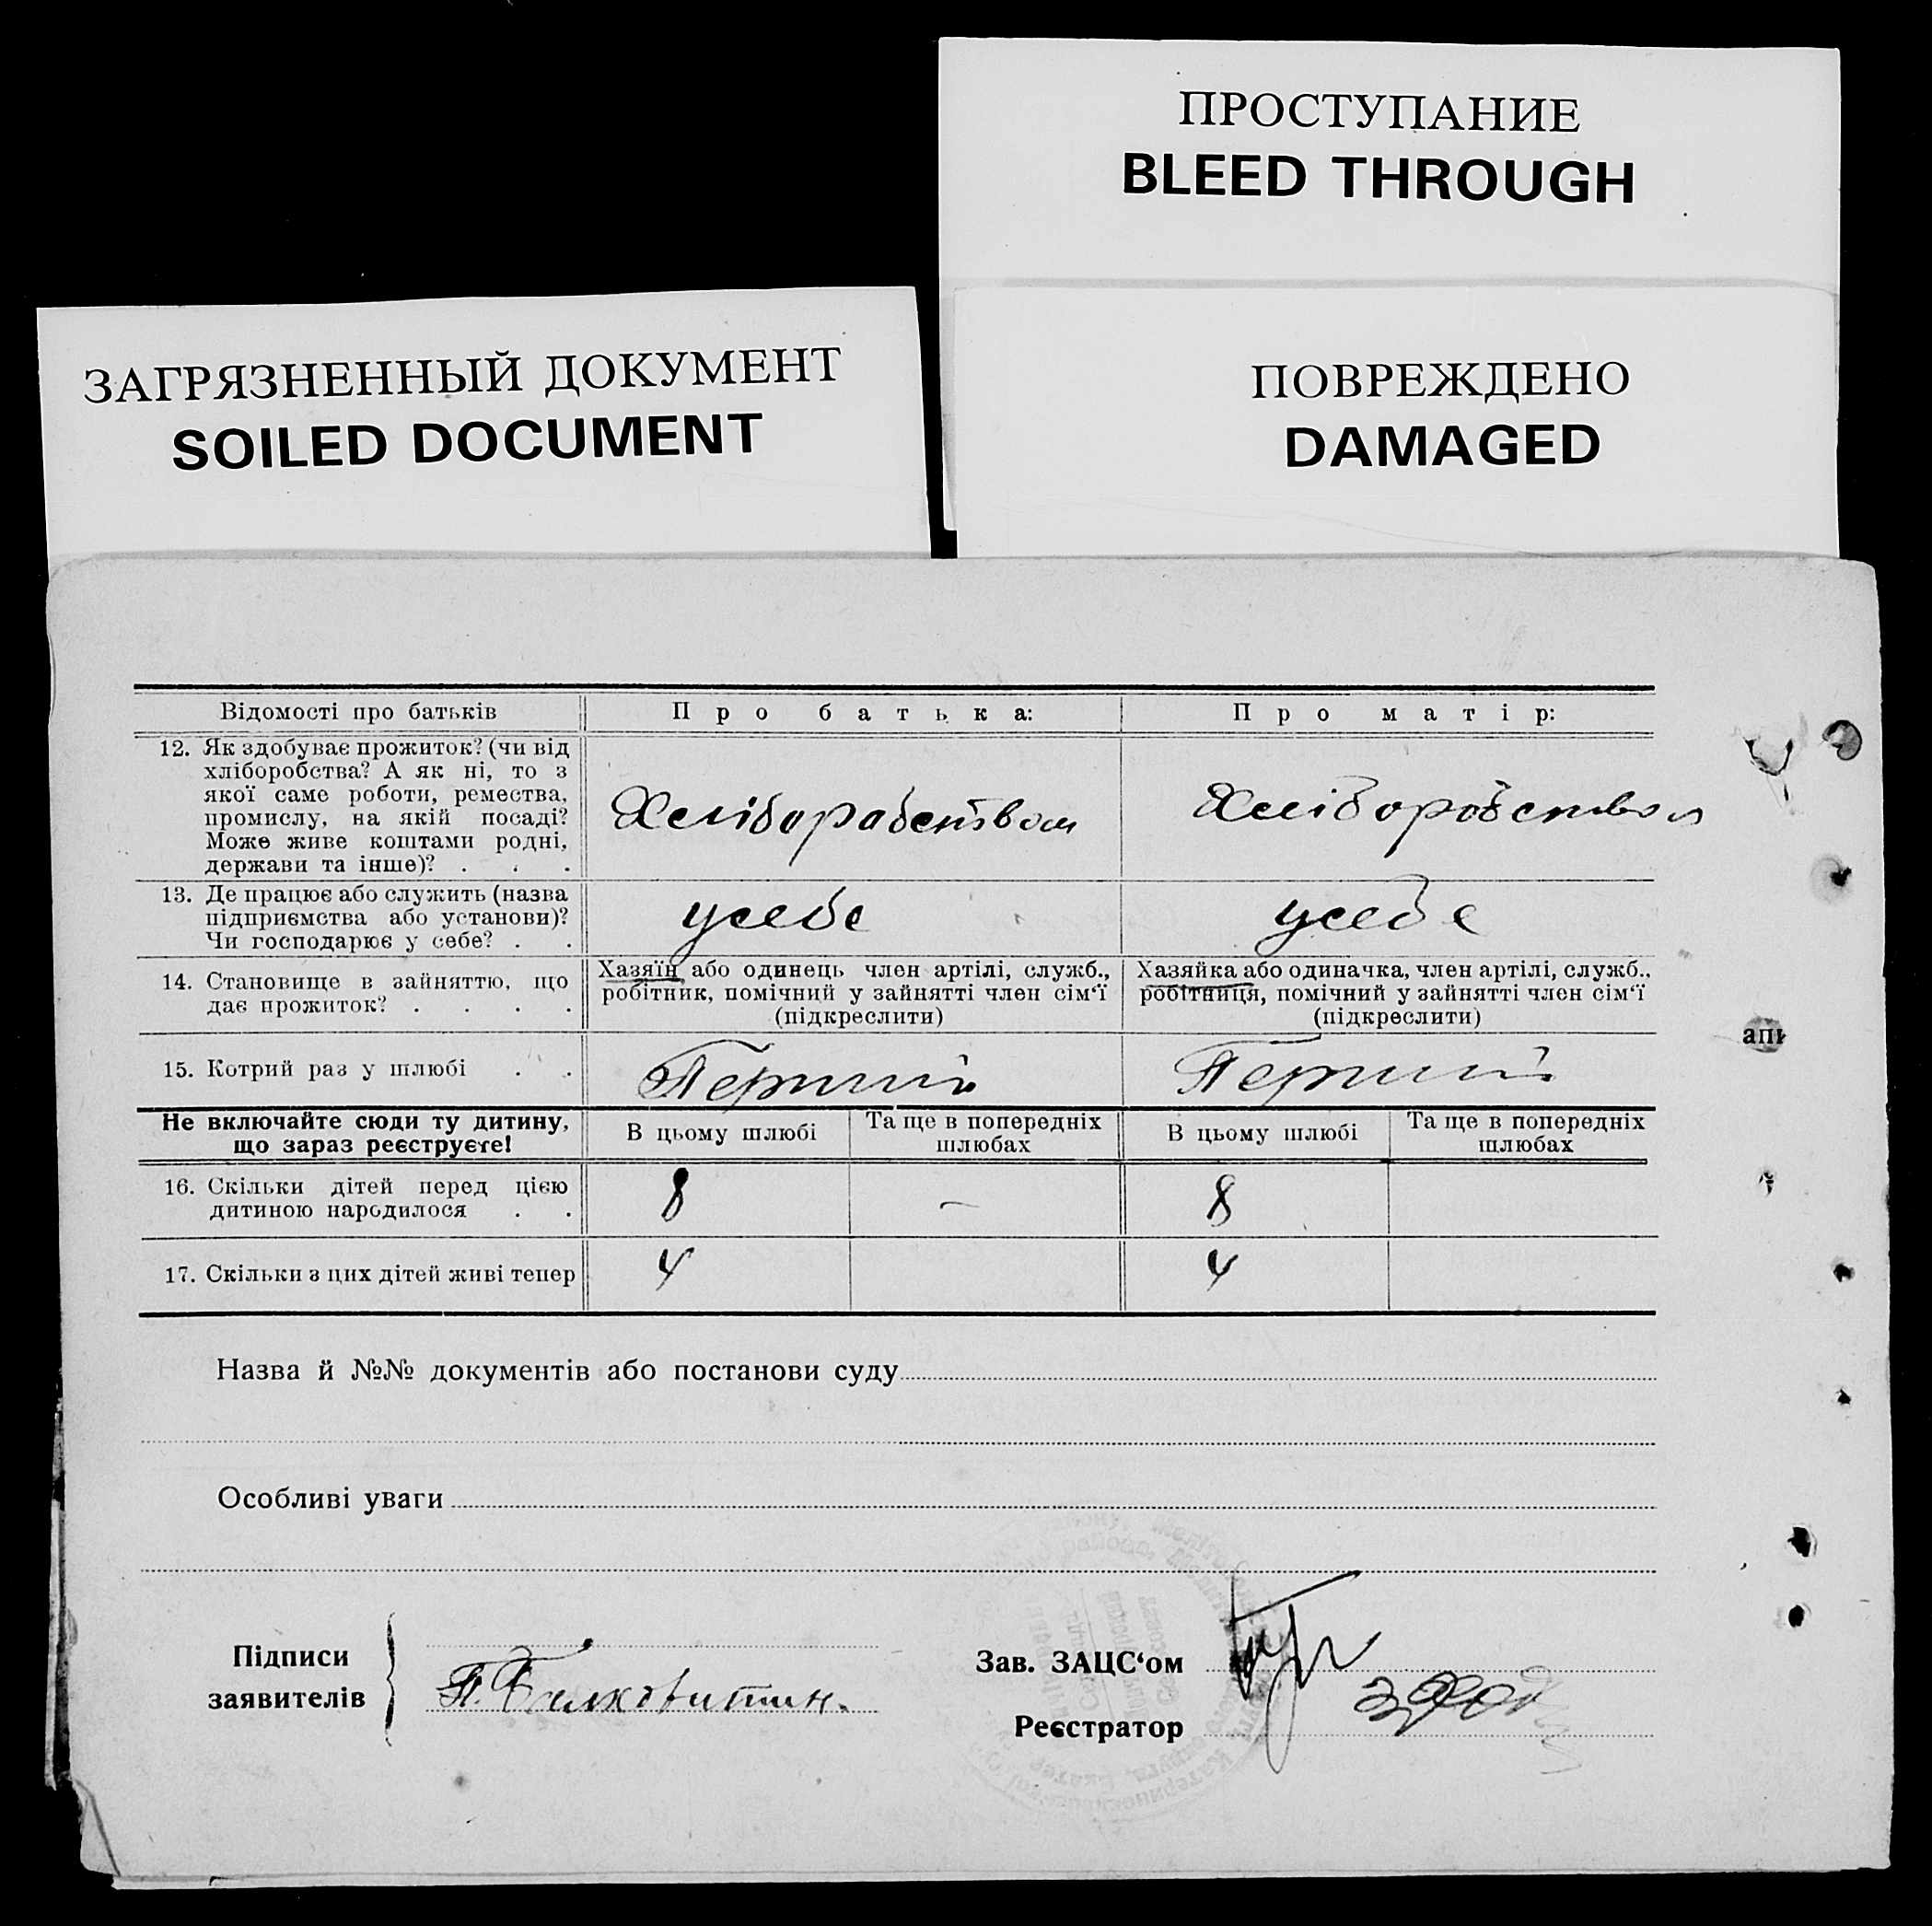 ПРОСТУПАНИЕ
BLEED THROUGH
ЗАГРЯЗНЕННЫЙ ДОКУМЕНТ
SOILED DOCUMENT
ПОВРЕЖДЕНО
DAMAGED
Відомості про батьків Про батька: Про матір:
12. Як здобуває прожиток? (чи від
хліборобства? А як ні, то з
якої саме роботи, ремества,
промислу, на якій посаді?
Може живе коштами родні,
держави та інше)? . . .
Хліборобством Хліборобством
13. Де працює або служить (назва
підприємства або установи)?
Чи господарює у себе? . .
у себе у себе
14. Становище в зайняттю, що
дає прожиток? . . . .
Хазяїн або одинець член артілі, служб.,
робітник, помічний у зайнятті член сім‘ї
(підкреслити)
Хазяйка або одиначка, член артілі, служб.,
робітниця, помічний у зайнятті член сім‘ї
(підкреслити)
15. Котрий раз у шлюбі . . Перший Перший
Не включайте сюди ту дитину,
що зараз реєструєте!
В цьому шлюбі Та ще в попередніх
шлюбах
В цьому шлюбі Та ще в попередніх
шлюбах
16. Скільки дітей перед цією
дитиною народилося . .
8 — 8
17. Скільки з цих дітей живі тепер 4 4
апи
Назва й №№ документів або постанови суду
Особливі уваги
Підписи
заявителів
Зав. ЗАЦС‘ом
Реєстратор